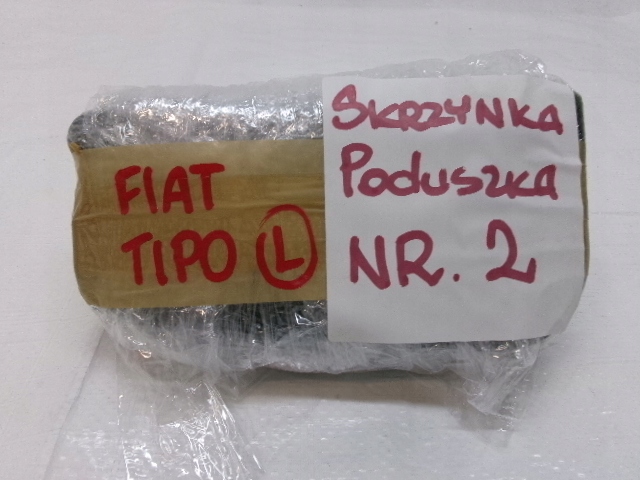 FIAT
TIPO L
SKRZYNKA
PODUSZKA
NR. 2